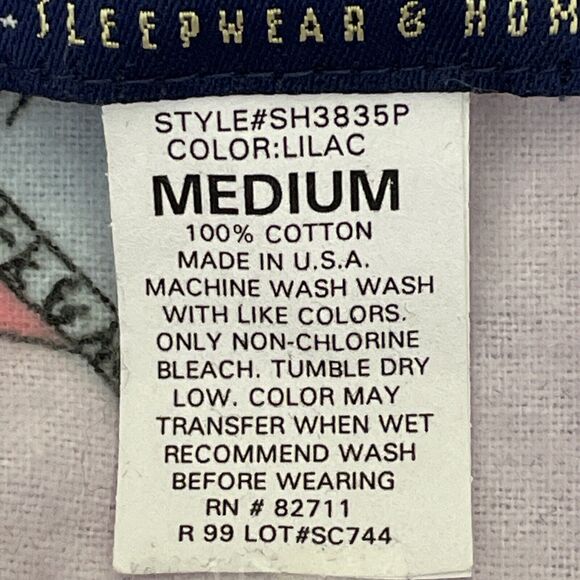 SLEEPWEAR & HOM
STYLE#SH3835P
COLOR:LILAC
MEDIUM
100% COTTON
MADE IN U.S.A.
MACHINE WASH WASH
WITH LIKE COLORS.
ONLY NON-CHLORINE
BLEACH. TUMBLE DRY
LOW. COLOR MAY
TRANSFER WHEN WET
RECOMMEND WASH
BEFORE WEARING
RN # 82711
R 99 LOT#SC744